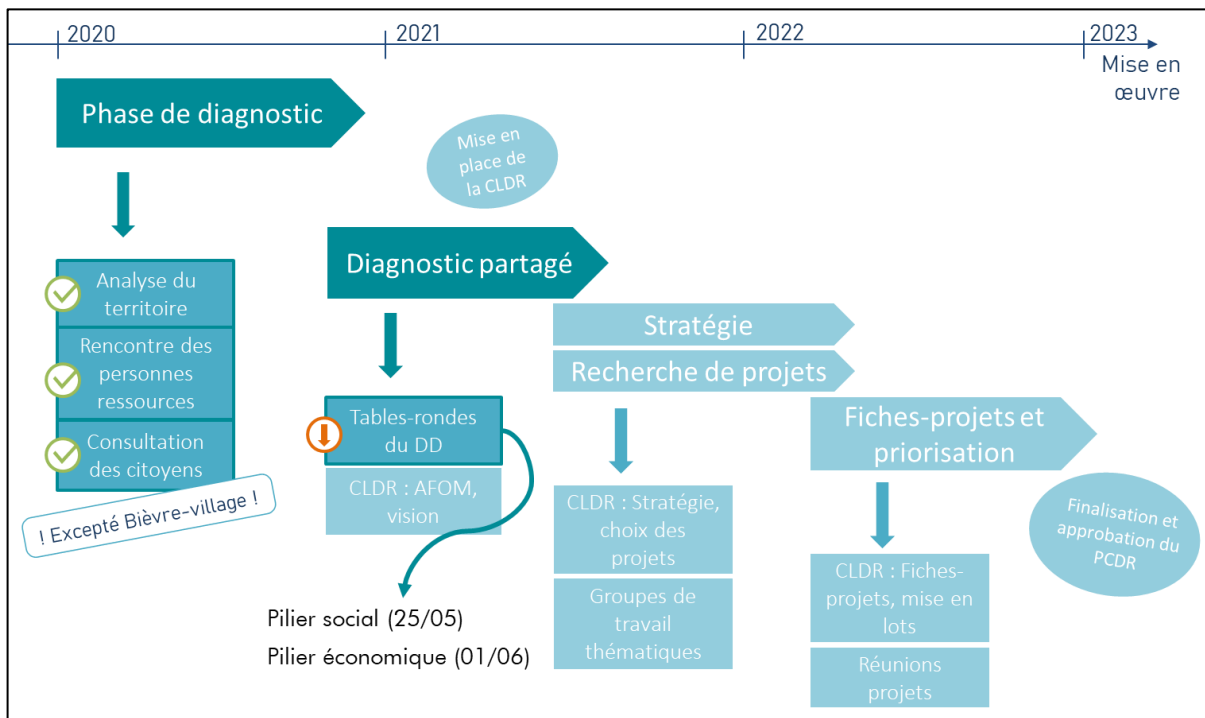 2020
2021
2022
2023
Mise en
œuvre
Phase de diagnostic
Mise en
place de
la CLDR
Analyse du
territoire
Rencontre des
personnes
ressources
Consultation
des citoyens
! Excepté Bièvre-village !
Diagnostic partagé
Tables-rondes
du DD
CLDR : AFOM,
vision
Pilier social (25/05)
Pilier économique (01/06)
Stratégie
Recherche de projets
CLDR : Stratégie,
choix des
projets
Groupes de
travail
thématiques
Fiches-projets et
priorisation
CLDR : Fiches-
projets, mise en
lots
Réunions
projets
Finalisation et
approbation du
PCDR